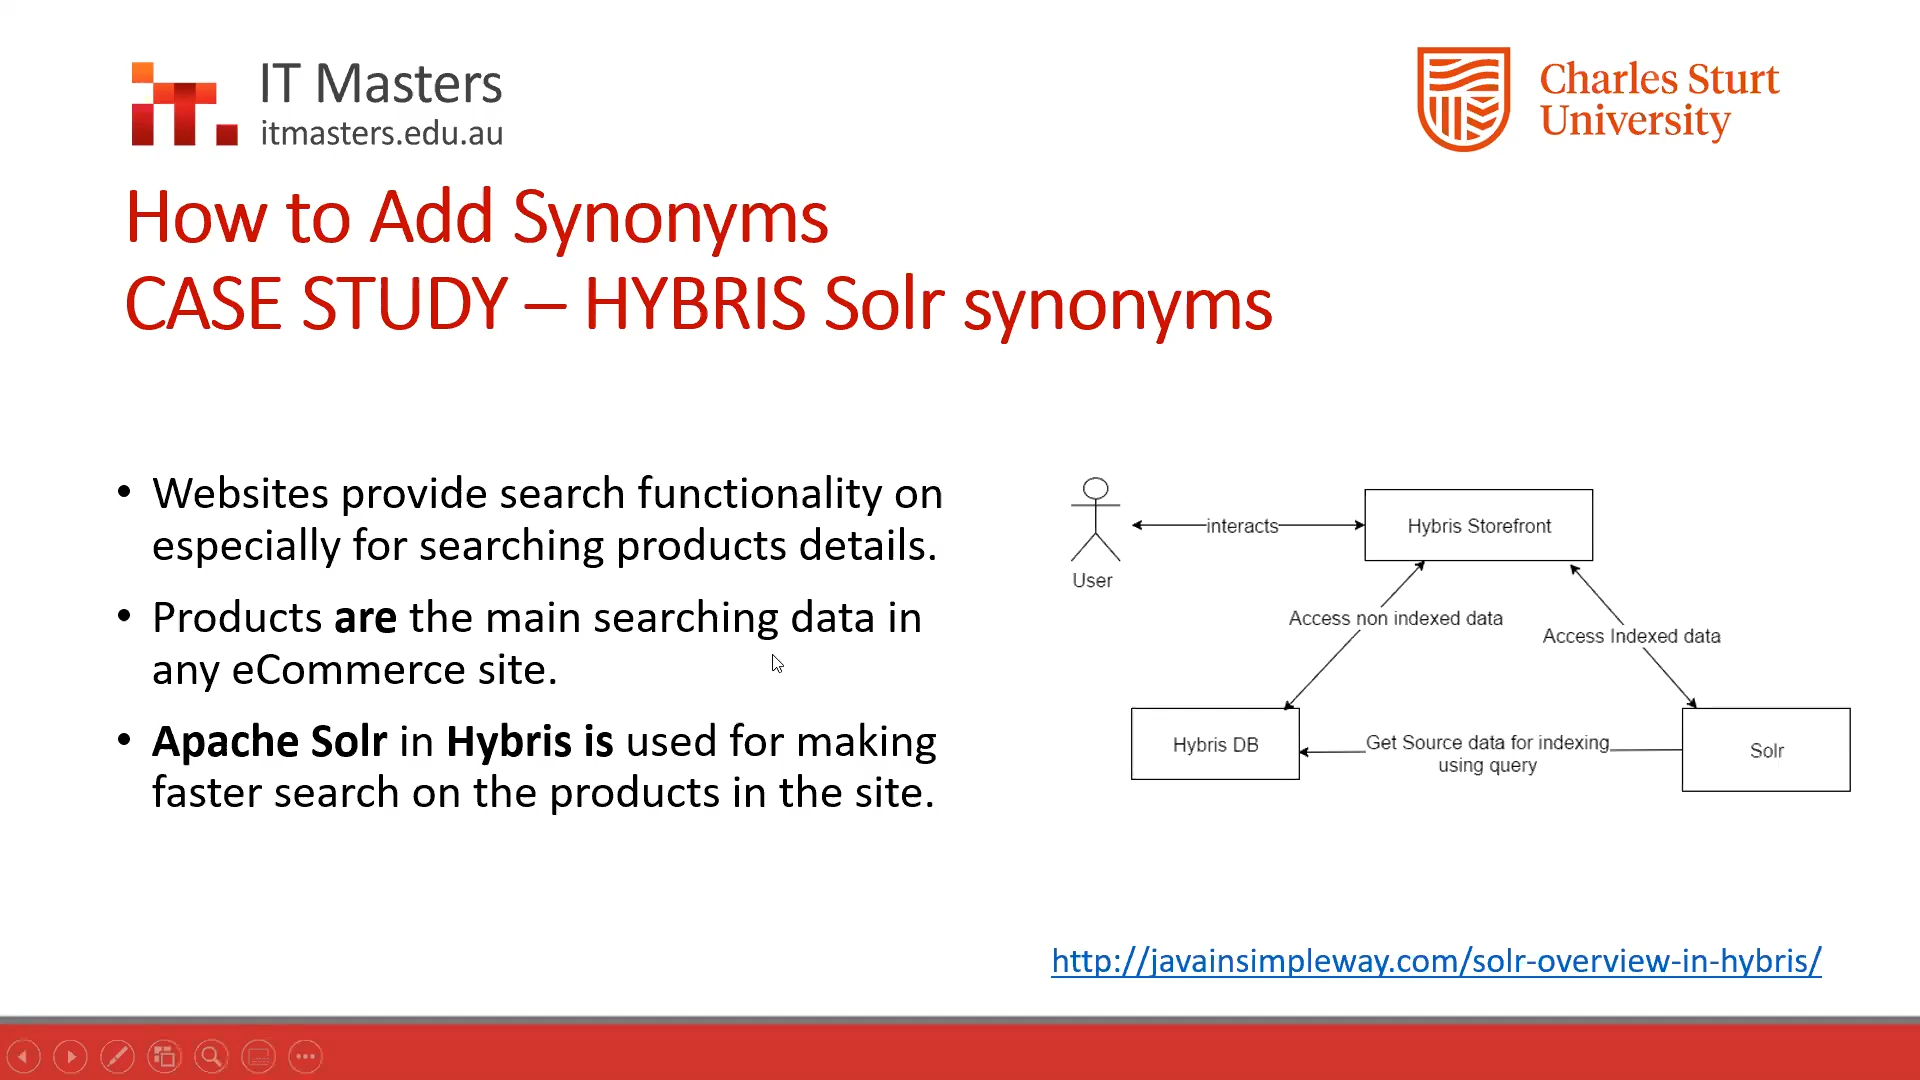 IT Masters
itmasters.edu.au
Charles Sturt
University
How to Add Synonyms
CASE STUDY – HYBRIS Solr synonyms
• Websites provide search functionality on
especially for searching products details.
• Products are the main searching data in
any eCommerce site.
• Apache Solr in Hybris is used for making
faster search on the products in the site.
User
interacts
Hybris Storefront
Access non indexed data
Access Indexed data
Hybris DB
Get Source data for indexing
using query
Solr
http://javainsimpleway.com/solr-overview-in-hybris/